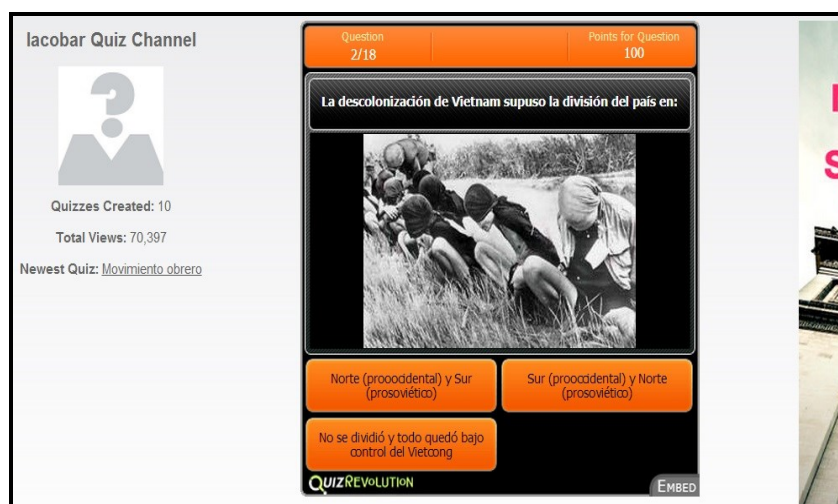 Iacobar Quiz Channel
Quizzes Created: 10
Total Views: 70,397
Newest Quiz: Movimiento obrero
Question
2/18
Points for Question
100
La descolonización de Vietnam supuso la división del país en:
Norte (prooccidental) y Sur
(prosoviético)
Sur (prooccidental) y Norte
(prosoviético)
No se dividió y todo quedó bajo
control del Vietcong
QUIZREVOLUTION
EMBED